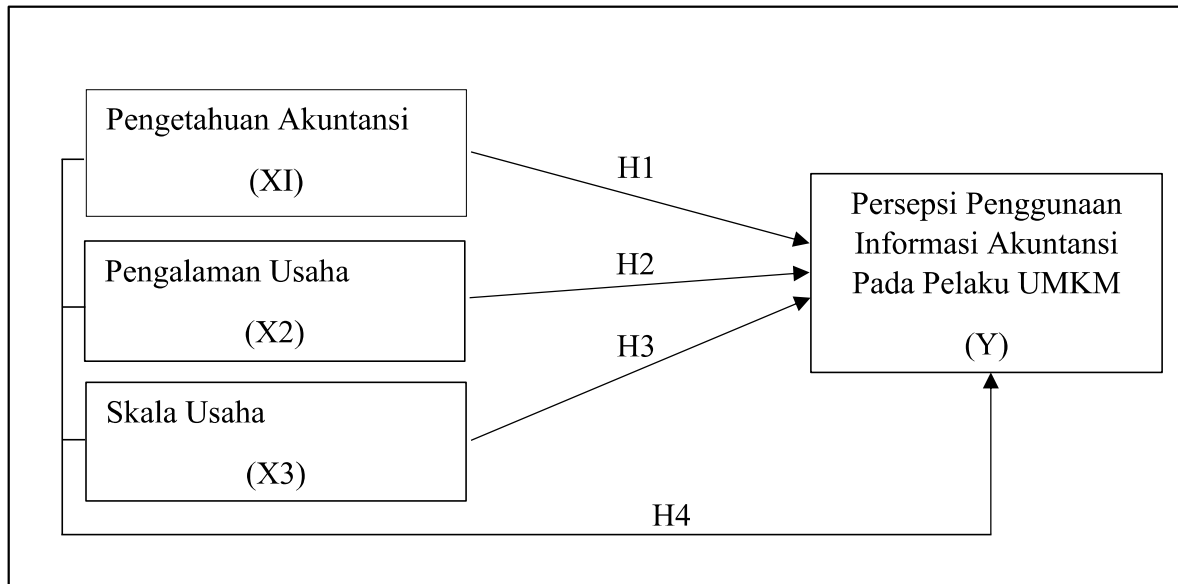 Pengetahuan Akuntansi
(XI)
H1
Pengalaman Usaha
(X2)
H2
Skala Usaha
(X3)
H3
Persepsi Penggunaan
Informasi Akuntansi
Pada Pelaku UMKM
(Y)
H4